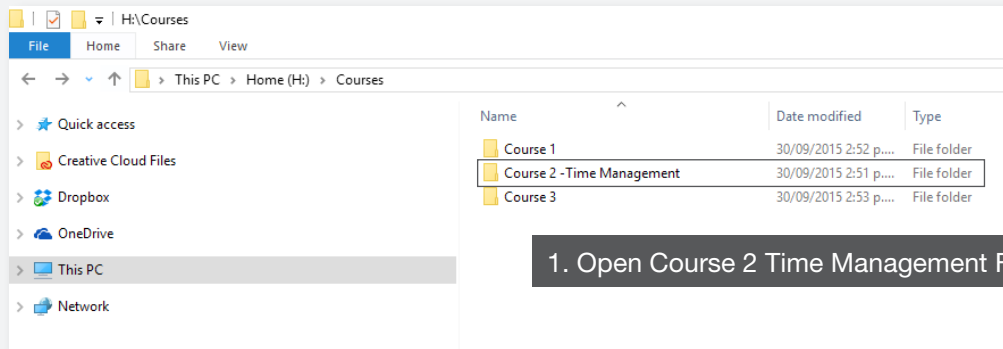 H:\Courses
File Home Share View
This PC > Home (H:) > Courses
Name Date modified Type
Quick access
Creative Cloud Files
Dropbox
OneDrive
This PC
Network
Course 1 30/09/2015 2:52 p.... File folder
Course 2 -Time Management 30/09/2015 2:51 p.... File folder
Course 3 30/09/2015 2:53 p.... File folder
1. Open Course 2 Time Management